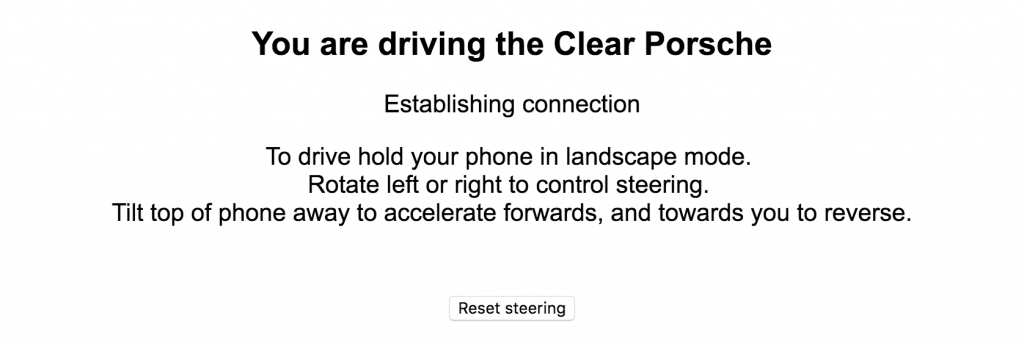 You are driving the Clear Porsche
Establishing connection
To drive hold your phone in landscape mode.
Rotate left or right to control steering.
Tilt top of phone away to accelerate forwards, and towards you to reverse.
Reset steering